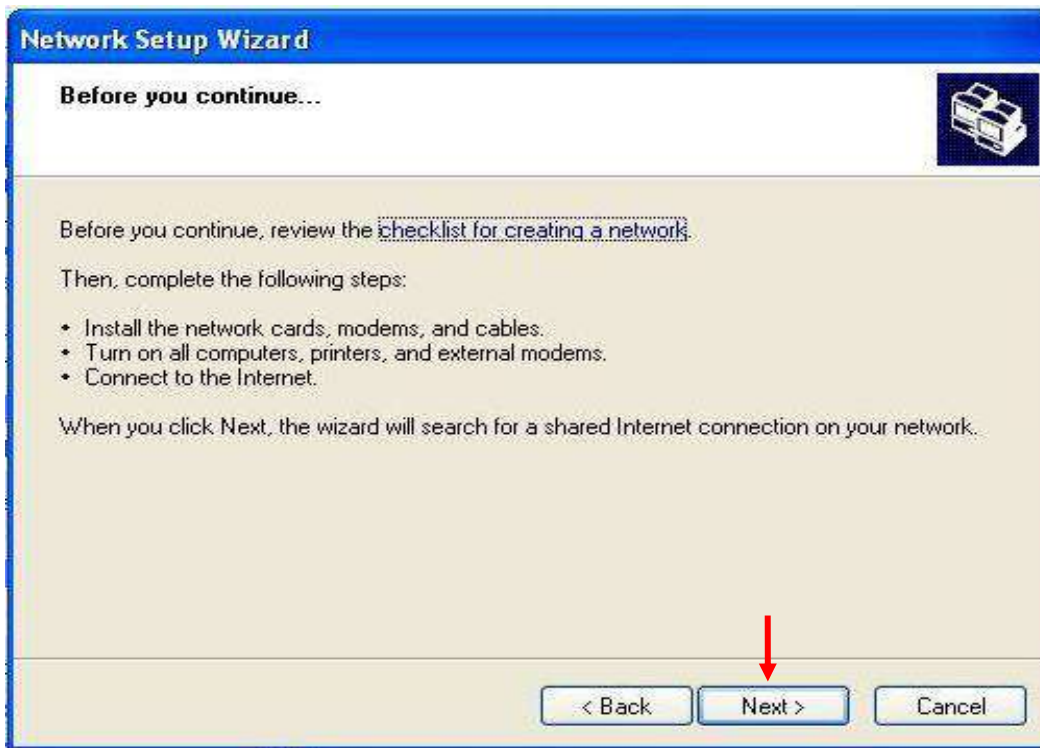 Network Setup Wizard
Before you continue...
Before you continue, review the checklist for creating a network.
Then, complete the following steps:
• Install the network cards, modems, and cables.
• Turn on all computers, printers, and external modems.
• Connect to the Internet.
When you click Next, the wizard will search for a shared Internet connection on your network.
< Back Next > Cancel